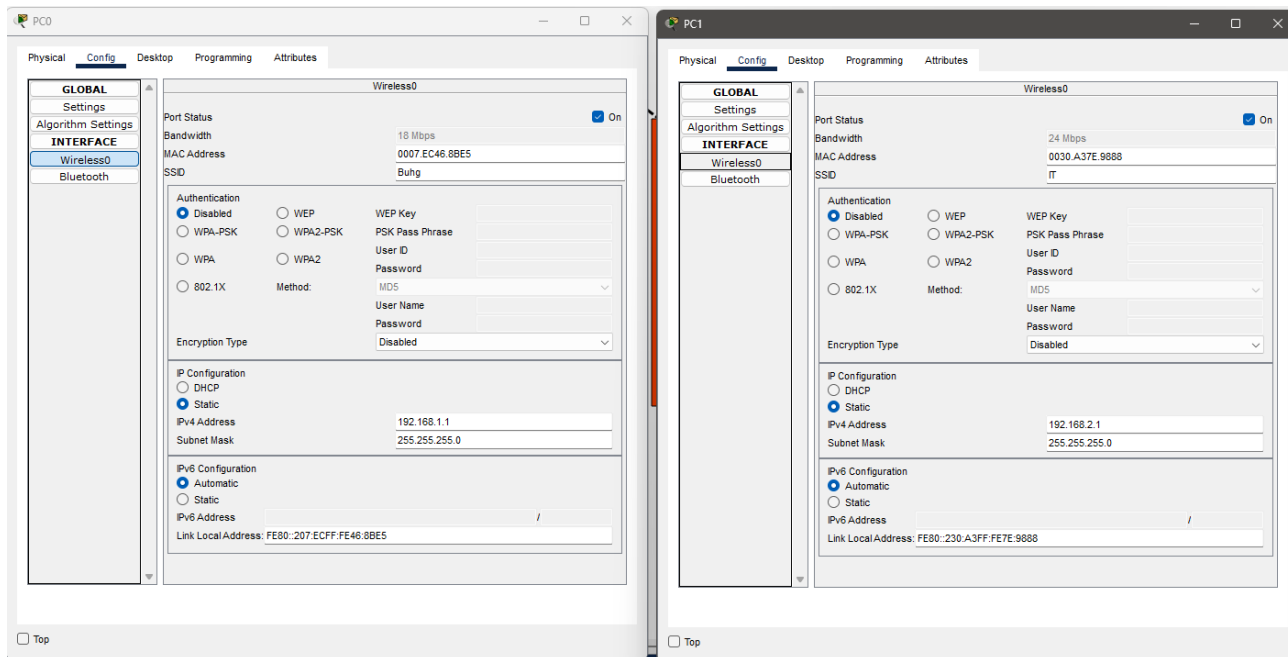 PC0
Physical Config Desktop Programming Attributes
GLOBAL
Settings
Algorithm Settings
INTERFACE
Wireless0
Bluetooth
Wireless0
Port Status On
Bandwidth 18 Mbps
MAC Address 0007.EC46.8BE5
SSID Buhg
Authentication
Disabled WEP WEP Key
WPA-PSK WPA2-PSK PSK Pass Phrase
User ID
WPA WPA2
Password
802.1X Method: MD5
User Name
Password
Encryption Type Disabled
IP Configuration
DHCP
Static
IPv4 Address 192.168.1.1
Subnet Mask 255.255.255.0
IPv6 Configuration
Automatic
Static
IPv6 Address /
Link Local Address: FE80::207:ECFF:FE46:8BE5
Top
PC1
Physical Config Desktop Programming Attributes
GLOBAL
Settings
Algorithm Settings
INTERFACE
Wireless0
Bluetooth
Wireless0
Port Status On
Bandwidth 24 Mbps
MAC Address 0030.A37E.9888
SSID IT
Authentication
Disabled WEP WEP Key
WPA-PSK WPA2-PSK PSK Pass Phrase
User ID
WPA WPA2
Password
802.1X Method: MD5
User Name
Password
Encryption Type Disabled
IP Configuration
DHCP
Static
IPv4 Address 192.168.2.1
Subnet Mask 255.255.255.0
IPv6 Configuration
Automatic
Static
IPv6 Address /
Link Local Address: FE80::230:A3FF:FE7E:9888
Top